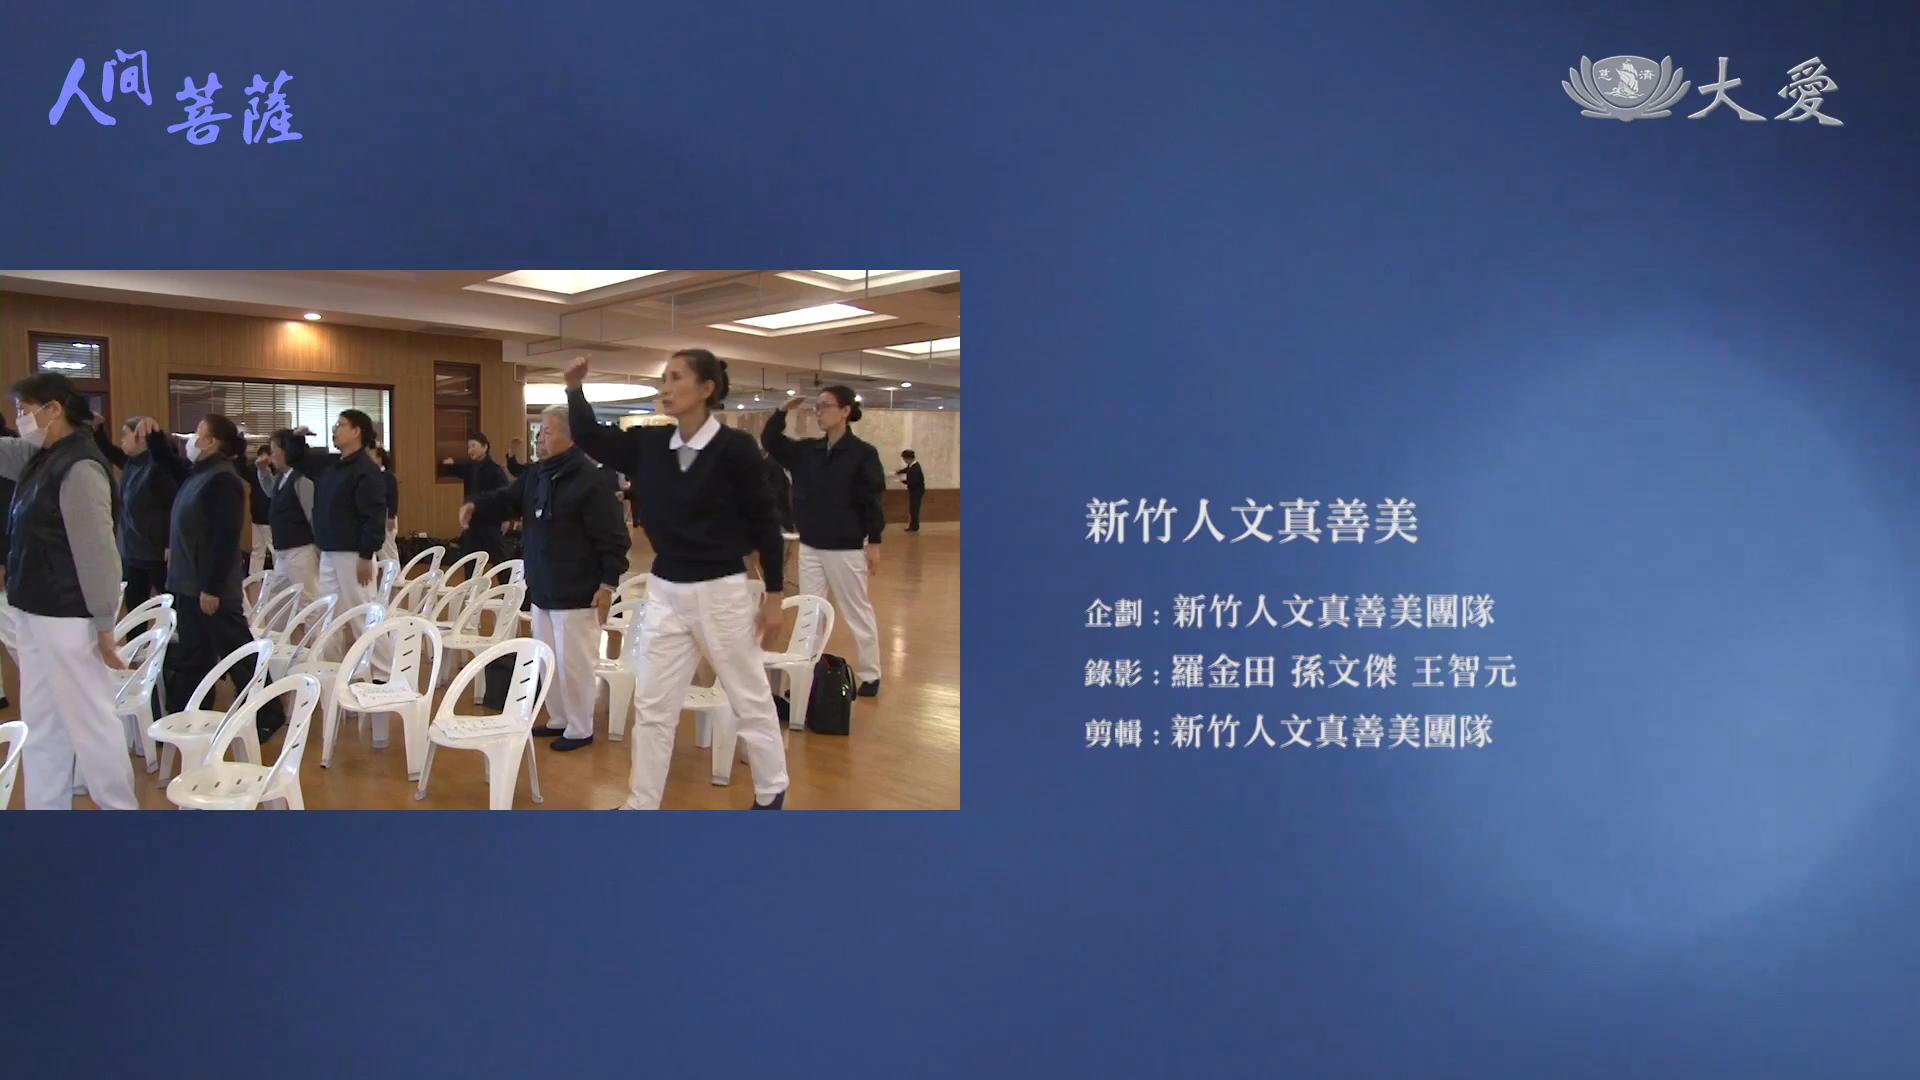 人间菩薩
慈濟
大愛
新竹人文真善美
企劃：新竹人文真善美團隊
錄影：羅金田 孫文傑 王智元
剪輯：新竹人文真善美團隊